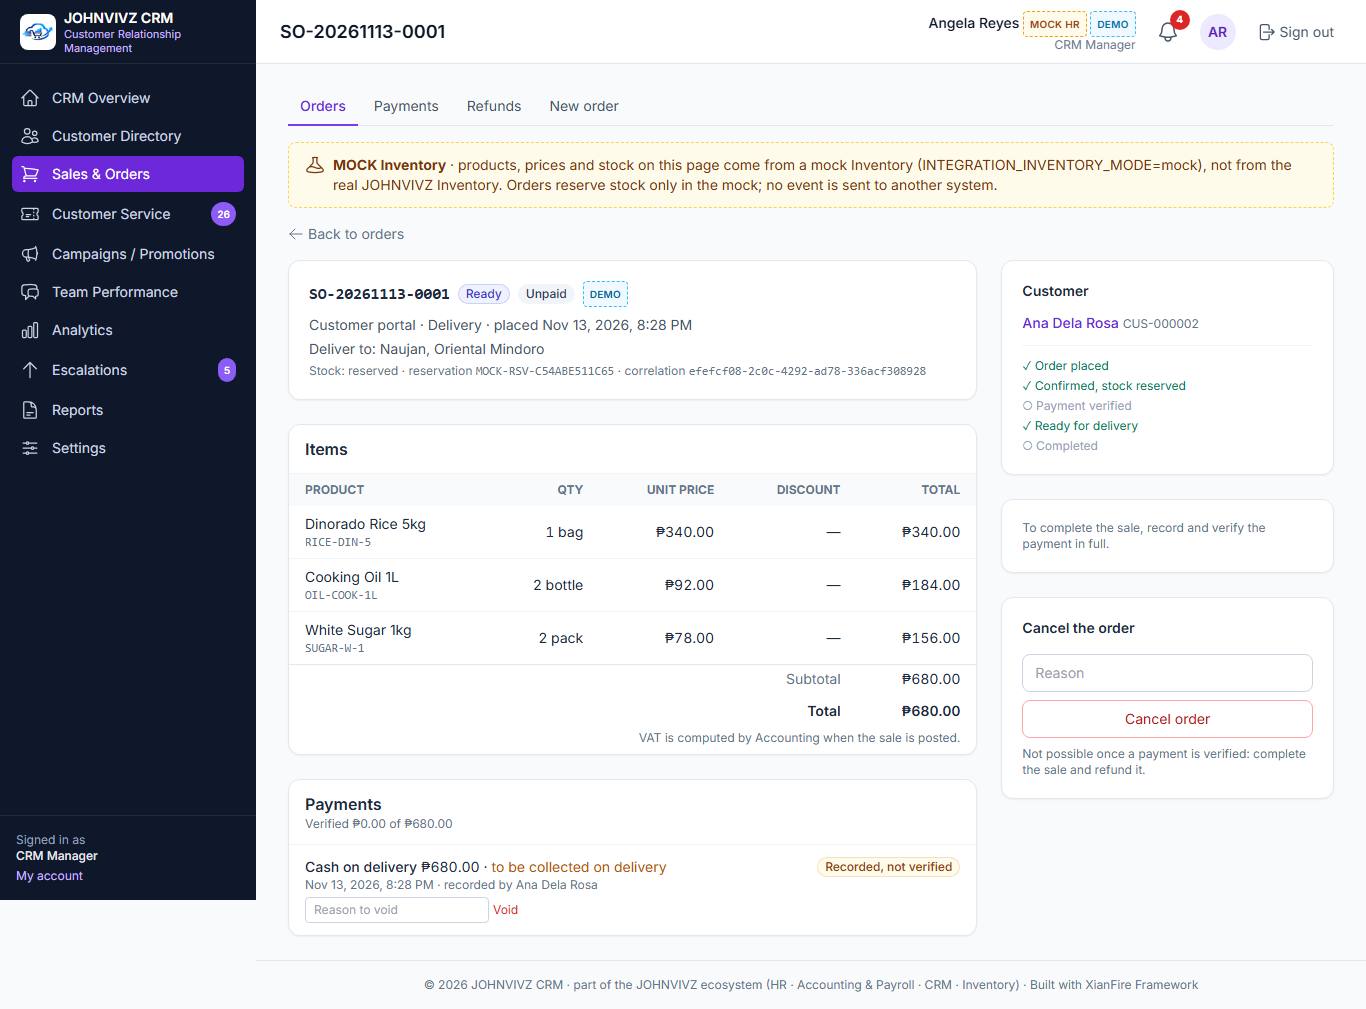 JOHNVIVZ CRM
Customer Relationship
Management
CRM Overview
Customer Directory
Sales & Orders
Customer Service
26
Campaigns / Promotions
Team Performance
Analytics
Escalations
5
Reports
Settings
Signed in as
CRM Manager
My account
SO-20261113-0001
Angela Reyes MOCK HR DEMO
CRM Manager
4
AR
Sign out
Orders
Payments
Refunds
New order
MOCK Inventory · products, prices and stock on this page come from a mock Inventory (INTEGRATION_INVENTORY_MODE=mock), not from the
real JOHNVIVZ Inventory. Orders reserve stock only in the mock; no event is sent to another system.
← Back to orders
SO-20261113-0001 Ready Unpaid DEMO
Customer portal · Delivery · placed Nov 13, 2026, 8:28 PM
Deliver to: Naujan, Oriental Mindoro
Stock: reserved · reservation MOCK-RSV-C54ABE511C65 · correlation efefcf08-2c0c-4292-ad78-336acf308928
Items
PRODUCT QTY UNIT PRICE DISCOUNT TOTAL
Dinorado Rice 5kg 1 bag ₱340.00 — ₱340.00
RICE-DIN-5
Cooking Oil 1L 2 bottle ₱92.00 — ₱184.00
OIL-COOK-1L
White Sugar 1kg 2 pack ₱78.00 — ₱156.00
SUGAR-W-1
Subtotal ₱680.00
Total ₱680.00
VAT is computed by Accounting when the sale is posted.
Payments
Verified ₱0.00 of ₱680.00
Cash on delivery ₱680.00 · to be collected on delivery Recorded, not verified
Nov 13, 2026, 8:28 PM · recorded by Ana Dela Rosa
Reason to void Void
Customer
Ana Dela Rosa CUS-000002
✓ Order placed
✓ Confirmed, stock reserved
○ Payment verified
✓ Ready for delivery
○ Completed
To complete the sale, record and verify the
payment in full.
Cancel the order
Reason
Cancel order
Not possible once a payment is verified: complete
the sale and refund it.
© 2026 JOHNVIVZ CRM · part of the JOHNVIVZ ecosystem (HR · Accounting & Payroll · CRM · Inventory) · Built with XianFire Framework